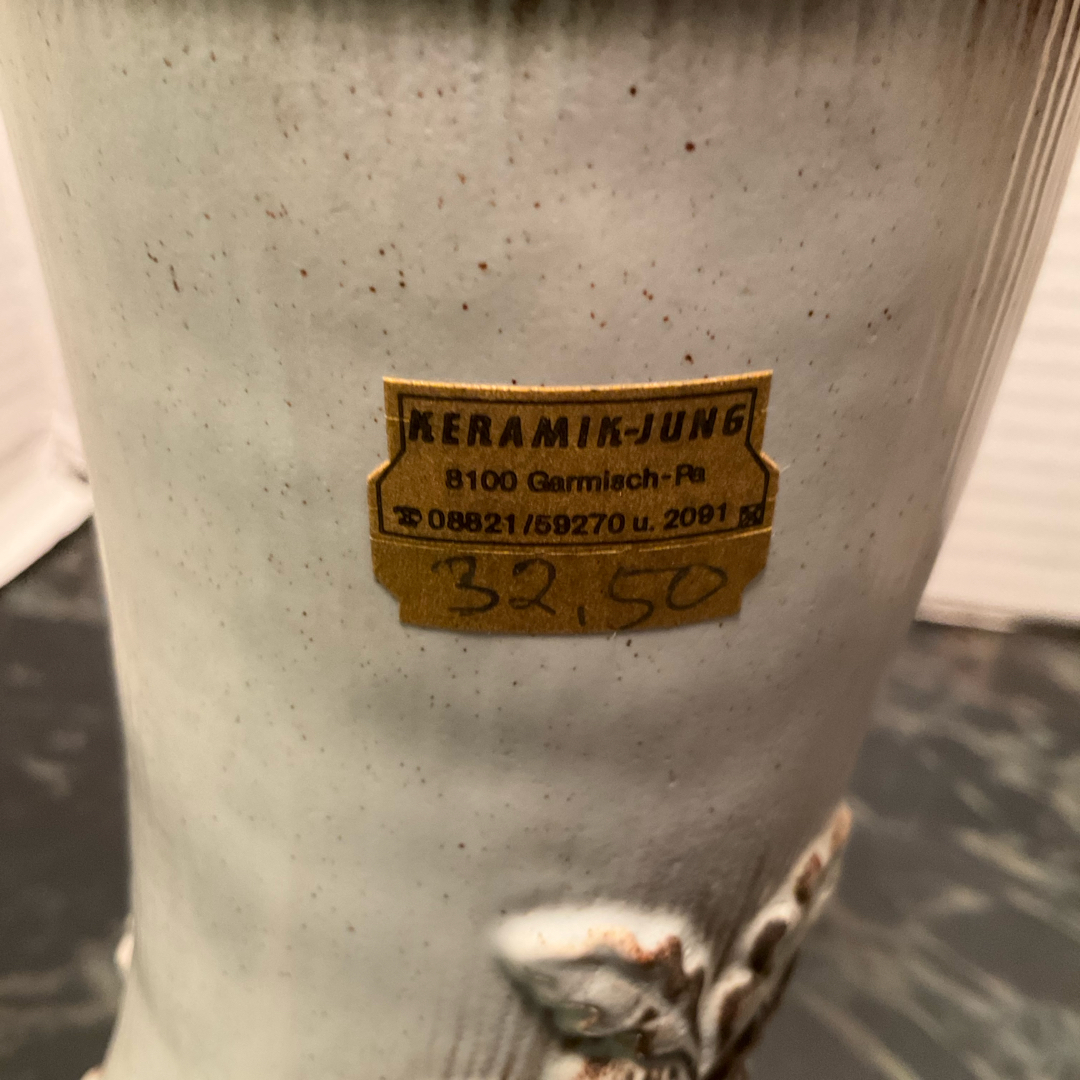 KERAMIK-JUNG
8100 Garmisch-Pa
☎ 08821/59270 u. 2091
32,50